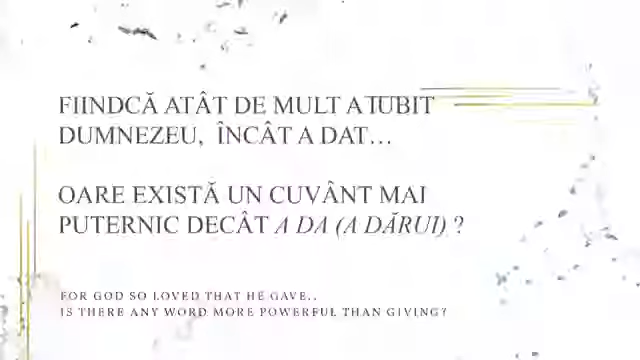 FIINDCĂ ATÂT DE MULT A IUBIT
DUMNEZEU, ÎNCÂT A DAT...
OARE EXISTĂ UN CUVÂNT MAI
PUTERNIC DECÂT A DA (A DĂRUI) ?
FOR GOD SO LOVED THAT HE GAVE..
IS THERE ANY WORD MORE POWERFUL THAN GIVING?